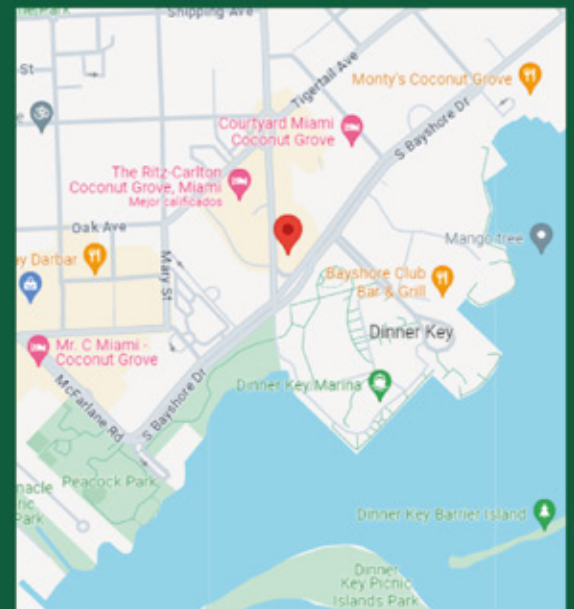 Shipping Ave
Tigertail Ave
Monty's Coconut Grove
Courtyard Miami
Coconut Grove
S Bayshore Dr
The Ritz-Carlton
Coconut Grove, Miami
Mejor calificados
Oak Ave
Mary St
Mango tree
Darbar
Bayshore Club
Bar & Grill
Dinner Key
Mr. C Miami -
Coconut Grove
Dinner Key Marina
McFarlane Rd
S Bayshore Dr
Peacock Park
Park
Dinner Key Barrier Island
Dinner
Key Picnic
Islands Park